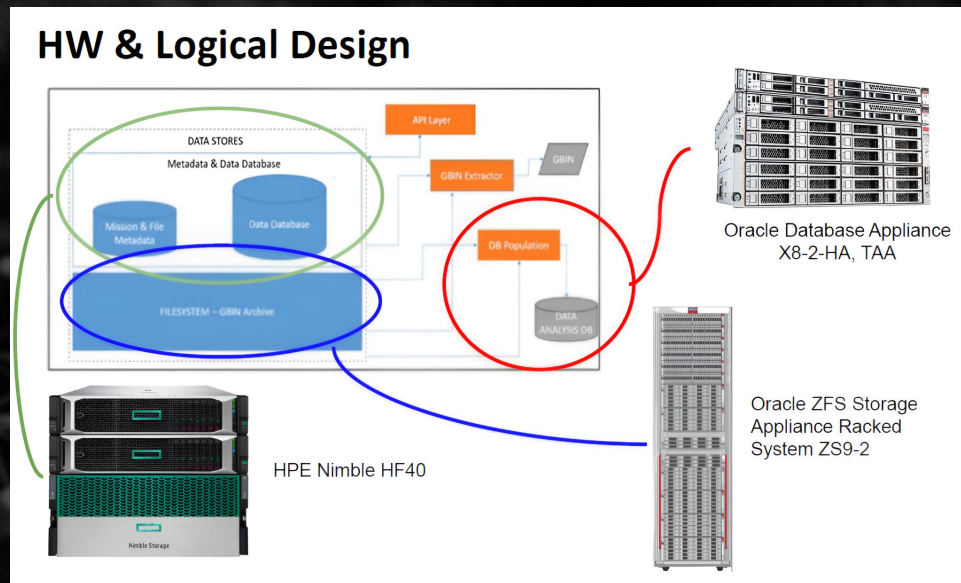 HW & Logical Design
DATA STORES
Metadata & Data Database
Mission & File
Metadata
Data Database
FILESYSTEM – GBIN Archive
API Layer
GBIN Extractor
GBIN
DB Population
DATA
ANALYSIS DB
Oracle Database Appliance
X8-2-HA, TAA
Oracle ZFS Storage
Appliance Racked
System ZS9-2
HPE Nimble HF40
Nimble Storage